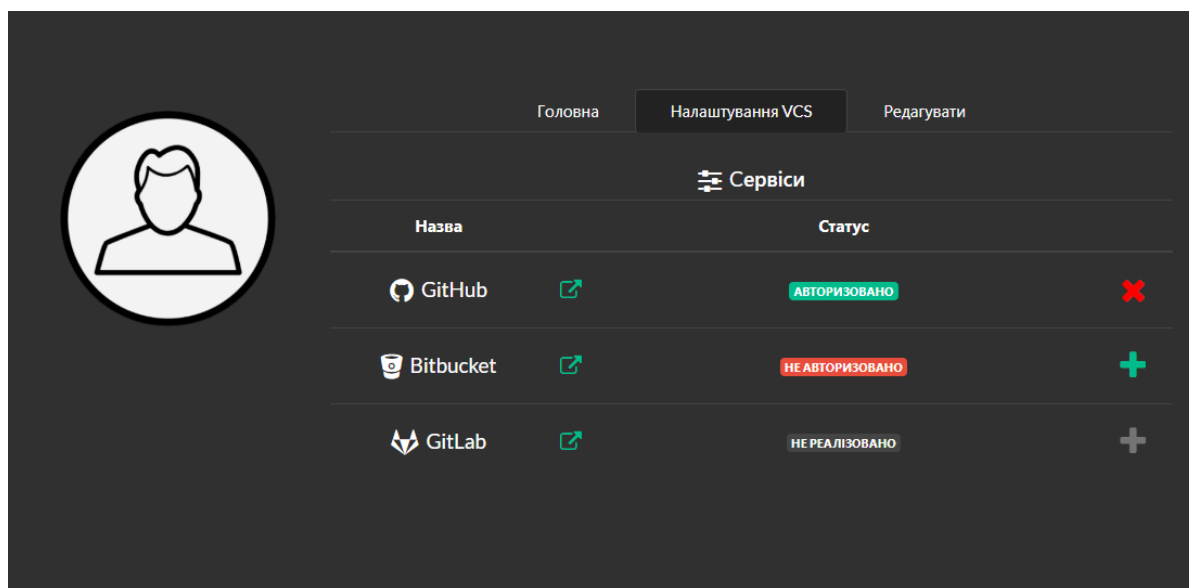 Головна Налаштування VCS Редагувати
Сервіси
Назва Статус
GitHub АВТОРИЗОВАНО
Bitbucket НЕ АВТОРИЗОВАНО
GitLab НЕ РЕАЛІЗОВАНО